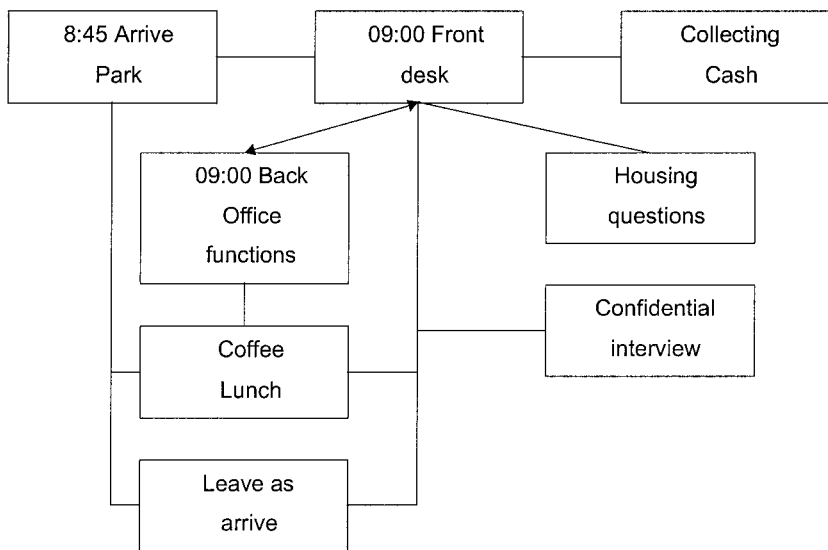 8:45 Arrive
Park
09:00 Front
desk
Collecting
Cash
09:00 Back
Office
functions
Housing
questions
Coffee
Lunch
Confidential
interview
Leave as
arrive